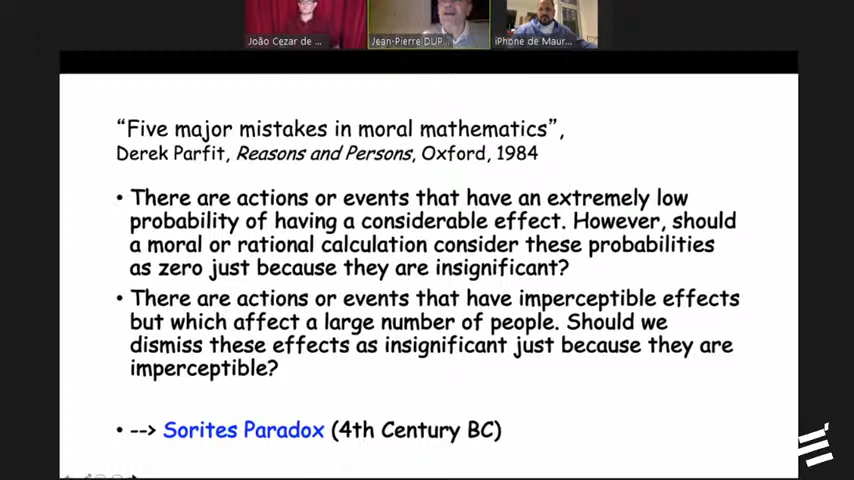 João Cezar de ...
Jean-Pierre DUP...
iPhone de Maur...
“Five major mistakes in moral mathematics”,
Derek Parfit, Reasons and Persons, Oxford, 1984
• There are actions or events that have an extremely low
probability of having a considerable effect. However, should
a moral or rational calculation consider these probabilities
as zero just because they are insignificant?
• There are actions or events that have imperceptible effects
but which affect a large number of people. Should we
dismiss these effects as insignificant just because they are
imperceptible?
• --> Sorites Paradox (4th Century BC)